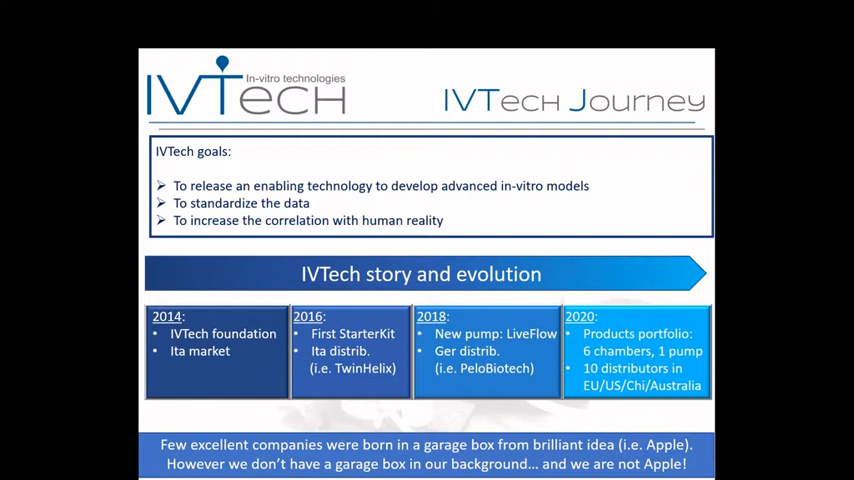 In-vitro technologies
IVTech
IVTech Journey
IVTech goals:
➢ To release an enabling technology to develop advanced in-vitro models
➢ To standardize the data
➢ To increase the correlation with human reality
IVTech story and evolution
2014:
• IVTech foundation
• Ita market
2016:
• First StarterKit
• Ita distrib.
(i.e. TwinHelix)
2018:
• New pump: LiveFlow
• Ger distrib.
(i.e. PeloBiotech)
2020:
• Products portfolio:
6 chambers, 1 pump
• 10 distributors in
EU/US/Chi/Australia
Few excellent companies were born in a garage box from brilliant idea (i.e. Apple).
However we don't have a garage box in our background... and we are not Apple!